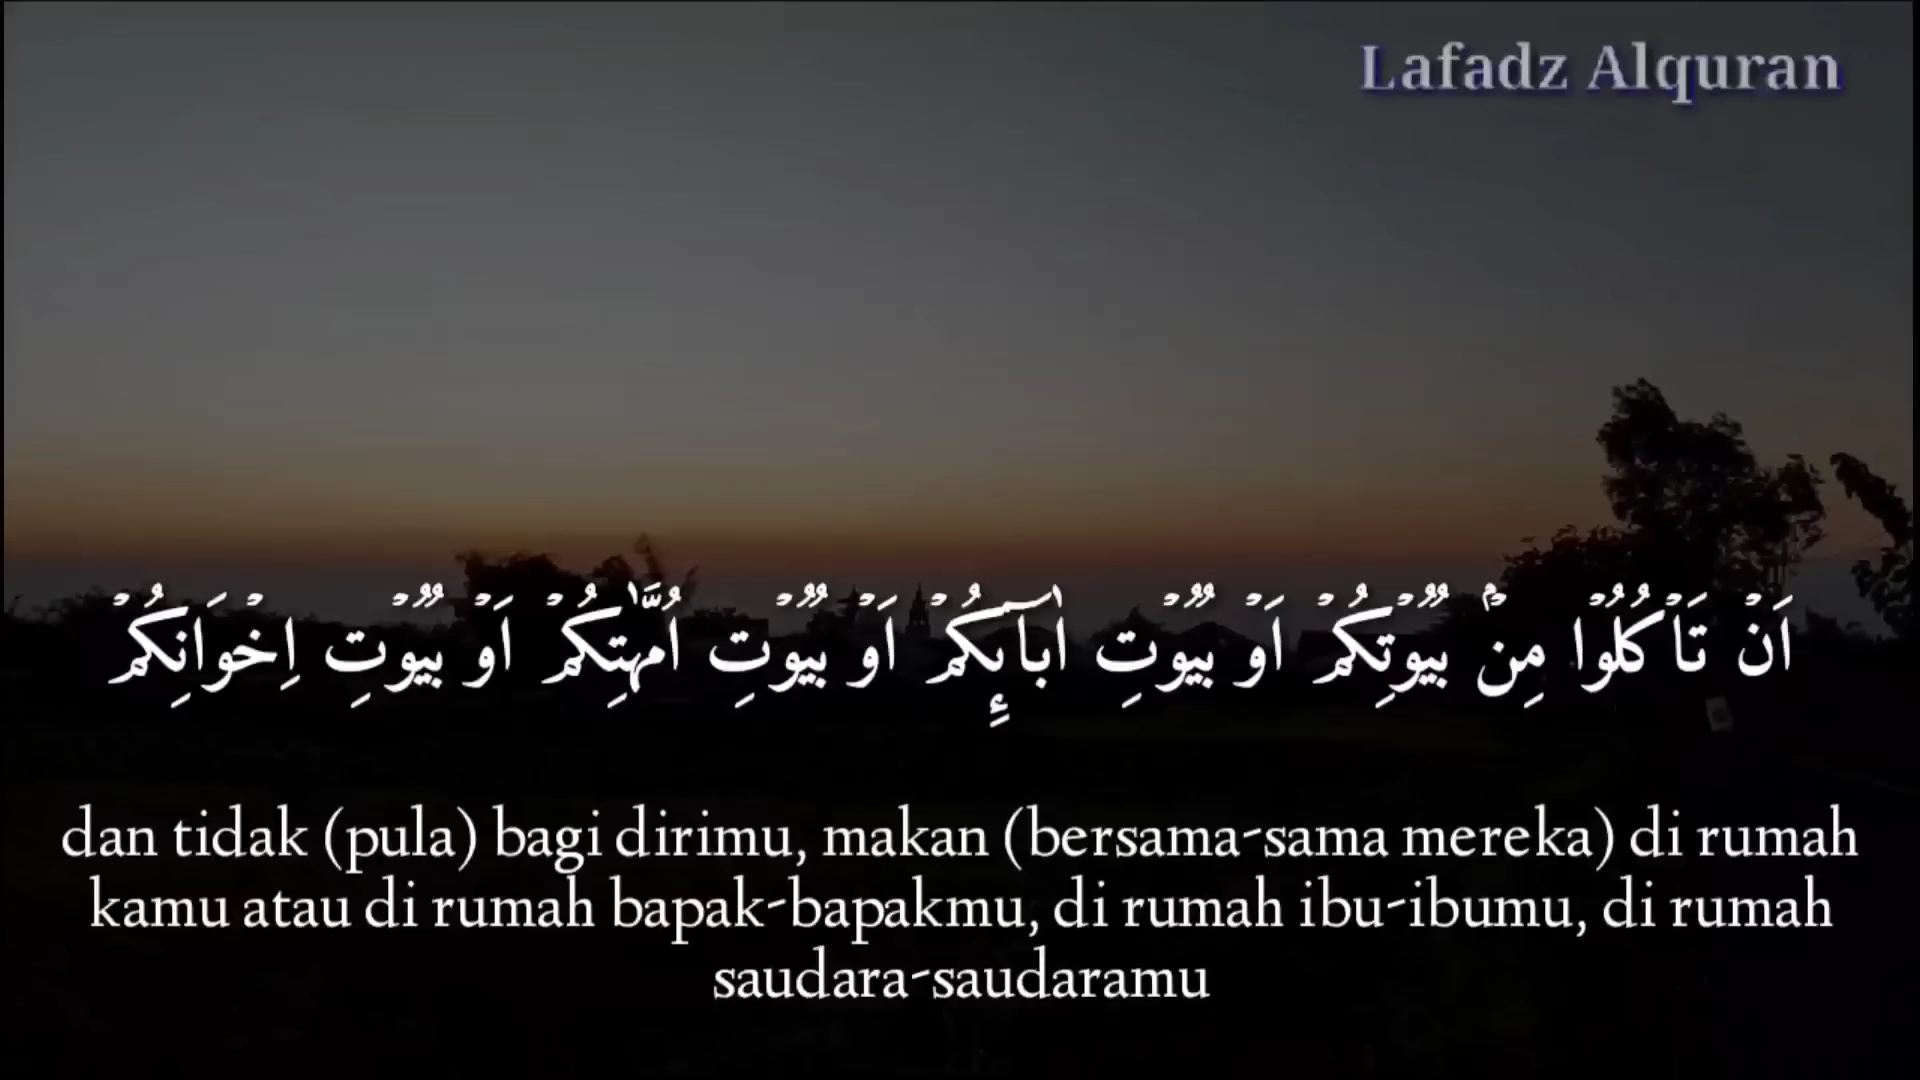 Lafadz Alquran
اَنۡ تَاۡكُلُوۡا مِنۡۢ بُيُوۡتِكُمۡ اَوۡ بُيُوۡتِ اٰبَآٮِٕكُمۡ اَوۡ بُيُوۡتِ اُمَّهٰتِكُمۡ اَوۡ بُيُوۡتِ اِخۡوَانِكُمۡ
dan tidak (pula) bagi dirimu, makan (bersama-sama mereka) di rumah
kamu atau di rumah bapak-bapakmu, di rumah ibu-ibumu, di rumah
saudara-saudaramu